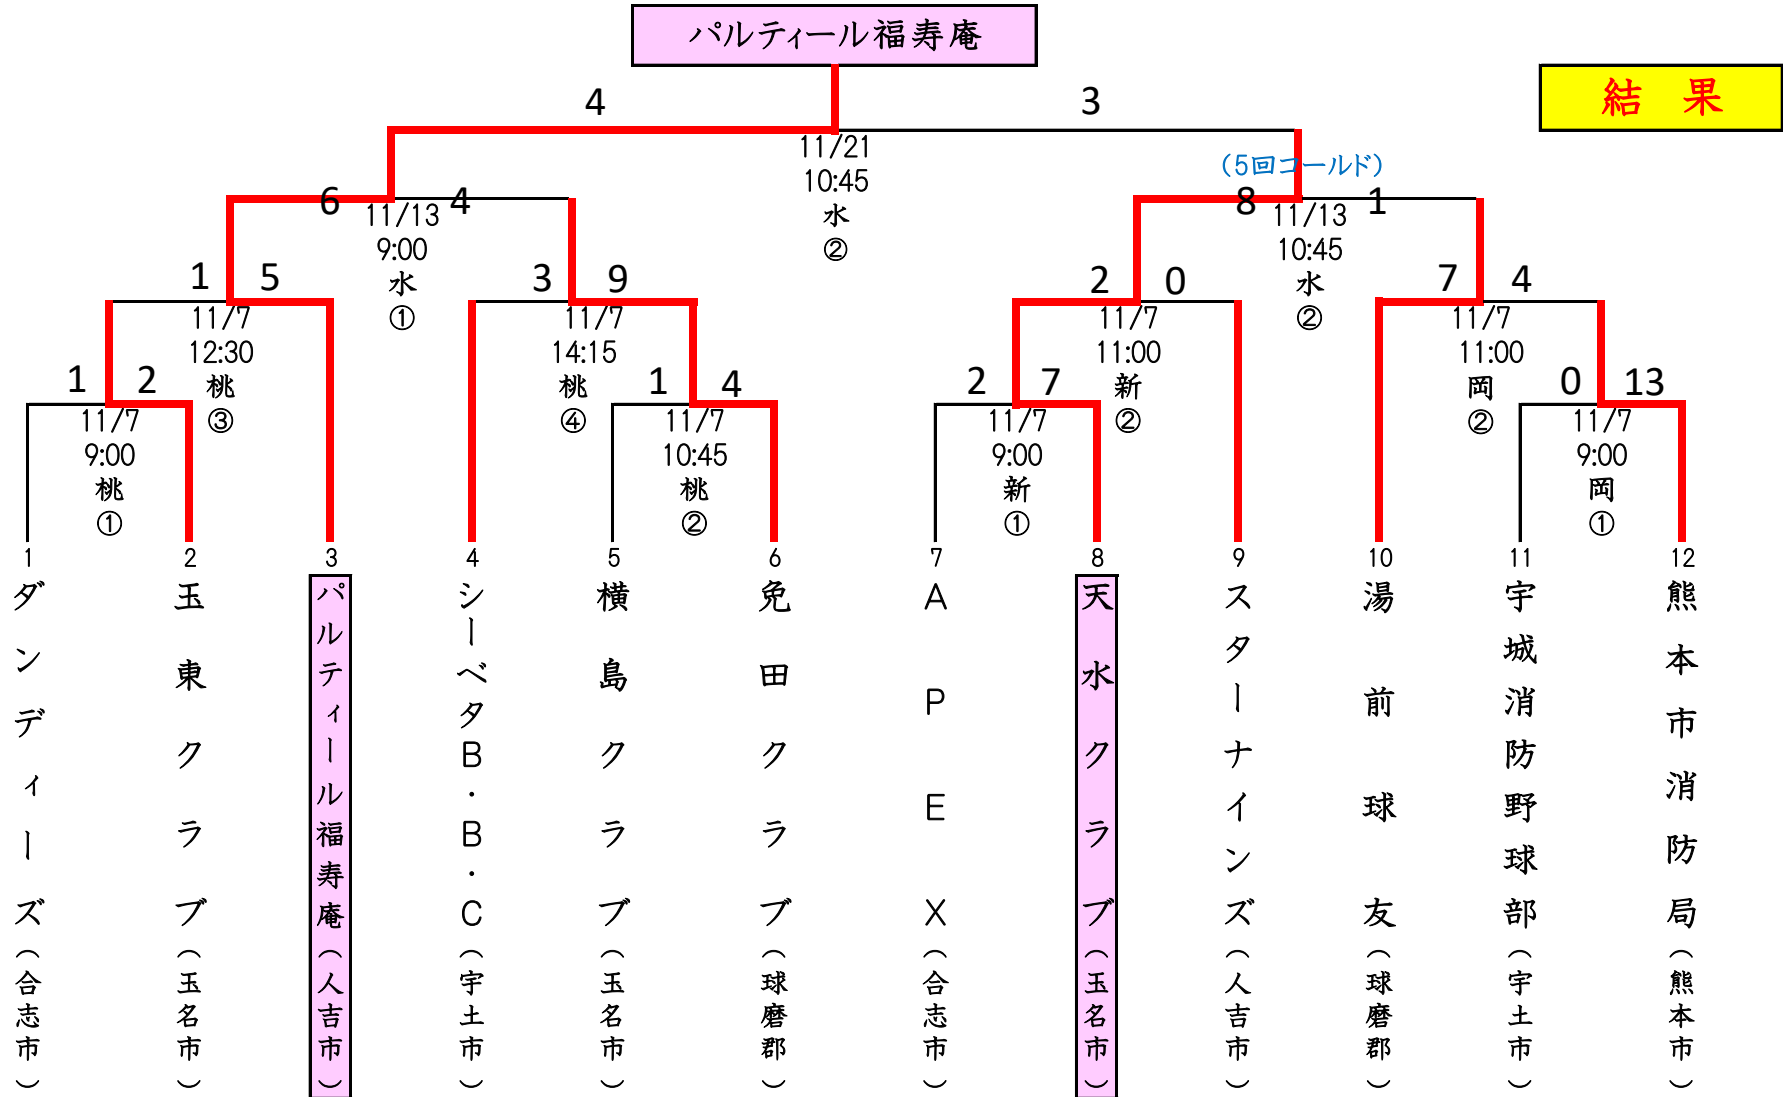 パルティール福寿庵
結 果
4
3
11/21
10:45
水
②
(5回コールド)
6
4
11/13
9:00
水
①
8
1
11/13
10:45
水
②
1
5
11/7
12:30
桃
③
3
9
11/7
14:15
桃
④
2
0
11/7
11:00
新
②
7
4
11/7
11:00
岡
②
1
2
11/7
9:00
桃
①
1
4
11/7
10:45
桃
②
2
7
11/7
9:00
新
①
0
13
11/7
9:00
岡
①
1
ダンディーズ(合志市)
2
玉東クラブ(玉名市)
3
パルティール福寿庵(人吉市)
4
シーベタB・B・C(宇土市)
5
横島クラブ(玉名市)
6
免田クラブ(球磨郡)
7
APEX(合志市)
8
天水クラブ(玉名市)
9
スターナインズ(人吉市)
10
湯前球友(球磨郡)
11
宇城消防野球部(宇土市)
12
熊本市消防局(熊本市)